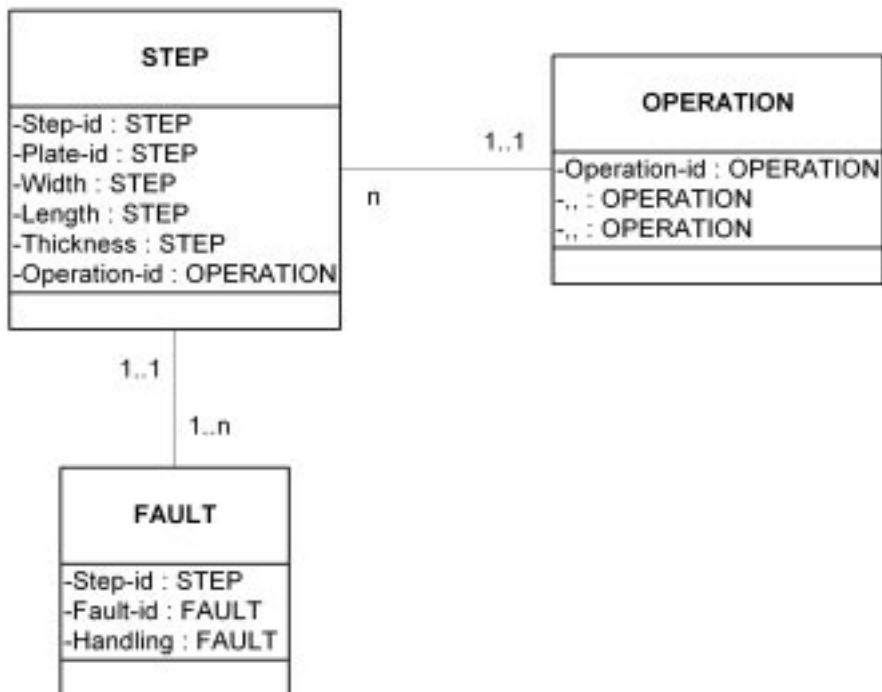 STEP
-Step-id : STEP
-Plate-id : STEP
-Width : STEP
-Length : STEP
-Thickness : STEP
-Operation-id : OPERATION
OPERATION
-Operation-id : OPERATION
-,, : OPERATION
-,, : OPERATION
1..1
n
1..1
1..n
FAULT
-Step-id : STEP
-Fault-id : FAULT
-Handling : FAULT